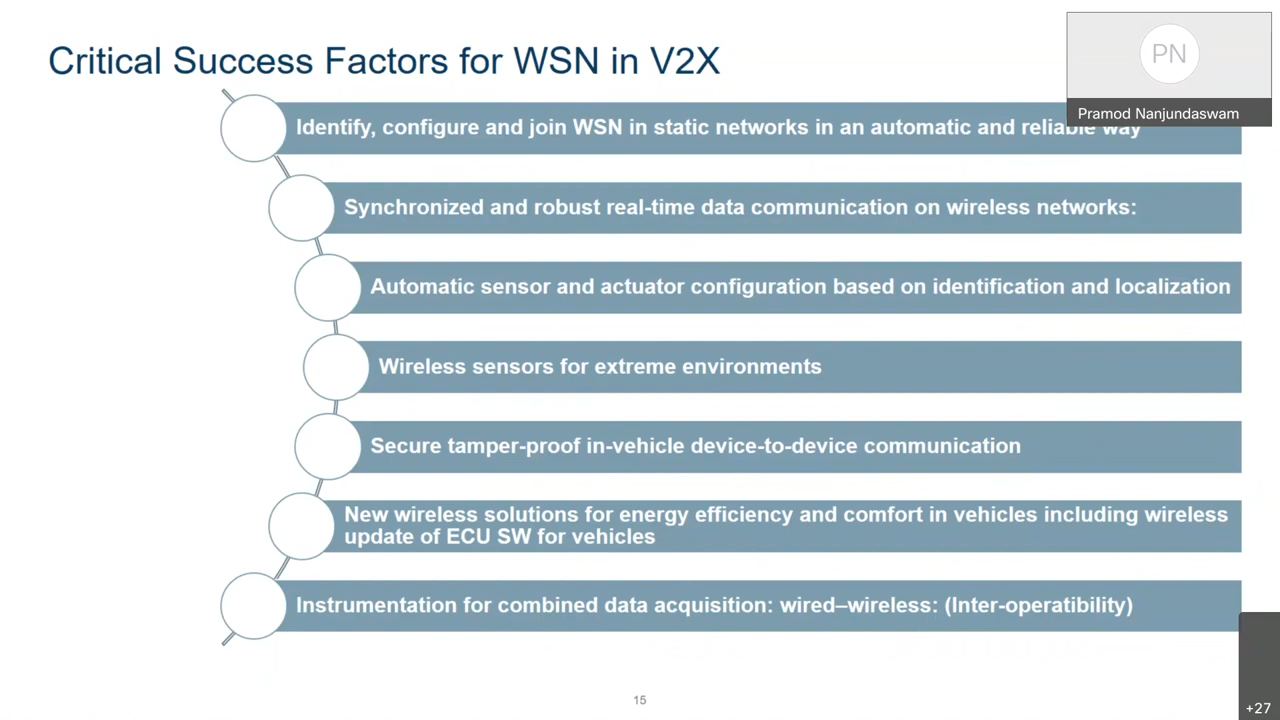 Critical Success Factors for WSN in V2X
PN
Pramod Nanjundaswam
Identify, configure and join WSN in static networks in an automatic and reliable way
Synchronized and robust real-time data communication on wireless networks:
Automatic sensor and actuator configuration based on identification and localization
Wireless sensors for extreme environments
Secure tamper-proof in-vehicle device-to-device communication
New wireless solutions for energy efficiency and comfort in vehicles including wireless
update of ECU SW for vehicles
Instrumentation for combined data acquisition: wired–wireless: (Inter-operatibility)
15
+27